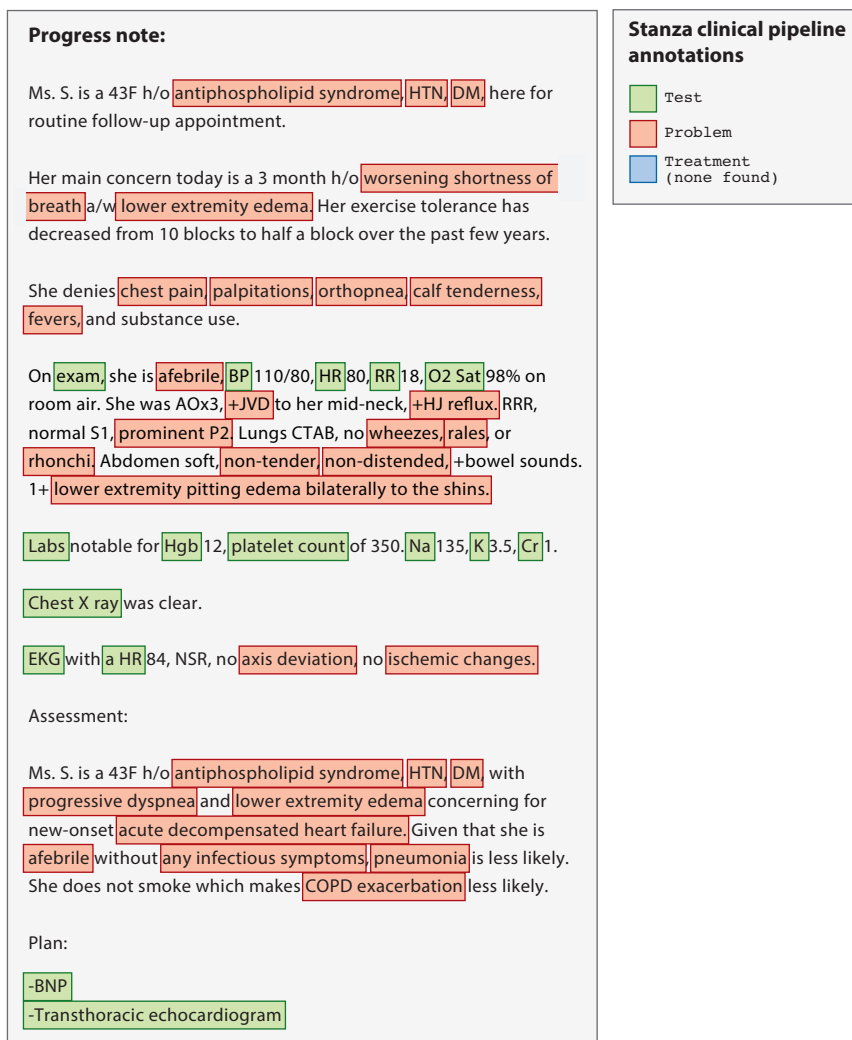 Progress note:
Ms. S. is a 43F h/o antiphospholipid syndrome, HTN, DM, here for
routine follow-up appointment.
Her main concern today is a 3 month h/o worsening shortness of
breath a/w lower extremity edema. Her exercise tolerance has
decreased from 10 blocks to half a block over the past few years.
She denies chest pain, palpitations, orthopnea, calf tenderness,
fevers, and substance use.
On exam, she is afebrile, BP 110/80, HR 80, RR 18, O2 Sat 98% on
room air. She was AOx3, +JVD to her mid-neck, +HJ reflux. RRR,
normal S1, prominent P2. Lungs CTAB, no wheezes, rales, or
rhonchi. Abdomen soft, non-tender, non-distended, +bowel sounds.
1+ lower extremity pitting edema bilaterally to the shins.
Labs notable for Hgb 12, platelet count of 350. Na 135, K 3.5, Cr 1.
Chest X ray was clear.
EKG with a HR 84, NSR, no axis deviation, no ischemic changes.
Assessment:
Ms. S. is a 43F h/o antiphospholipid syndrome, HTN, DM, with
progressive dyspnea and lower extremity edema concerning for
new-onset acute decompensated heart failure. Given that she is
afebrile without any infectious symptoms, pneumonia is less likely.
She does not smoke which makes COPD exacerbation less likely.
Plan:
-BNP
-Transthoracic echocardiogram
Stanza clinical pipeline
annotations
Test
Problem
Treatment
(none found)